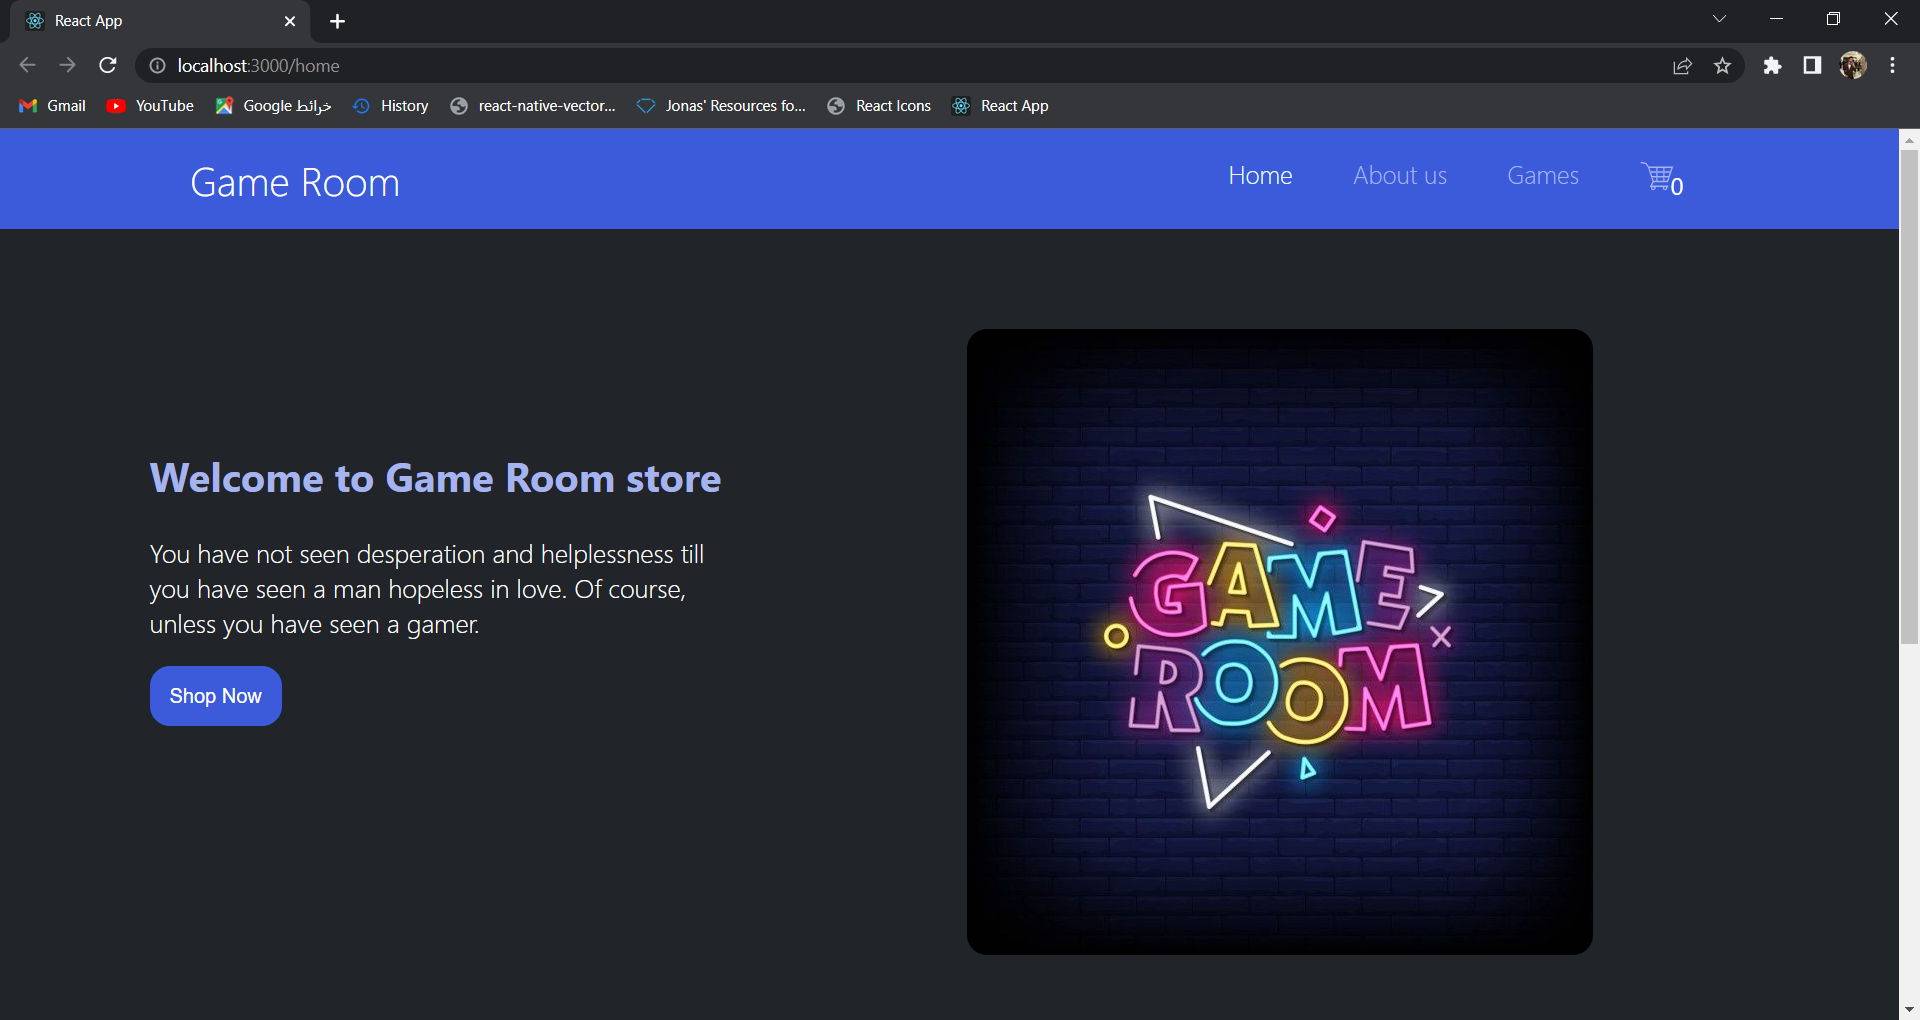 React App
localhost:3000/home
Gmail
YouTube
Google خرائط
History
react-native-vector...
Jonas' Resources fo...
React Icons
React App
Game Room
Home
About us
Games
0
Welcome to Game Room store
You have not seen desperation and helplessness till
you have seen a man hopeless in love. Of course,
unless you have seen a gamer.
Shop Now
GAME
ROOM